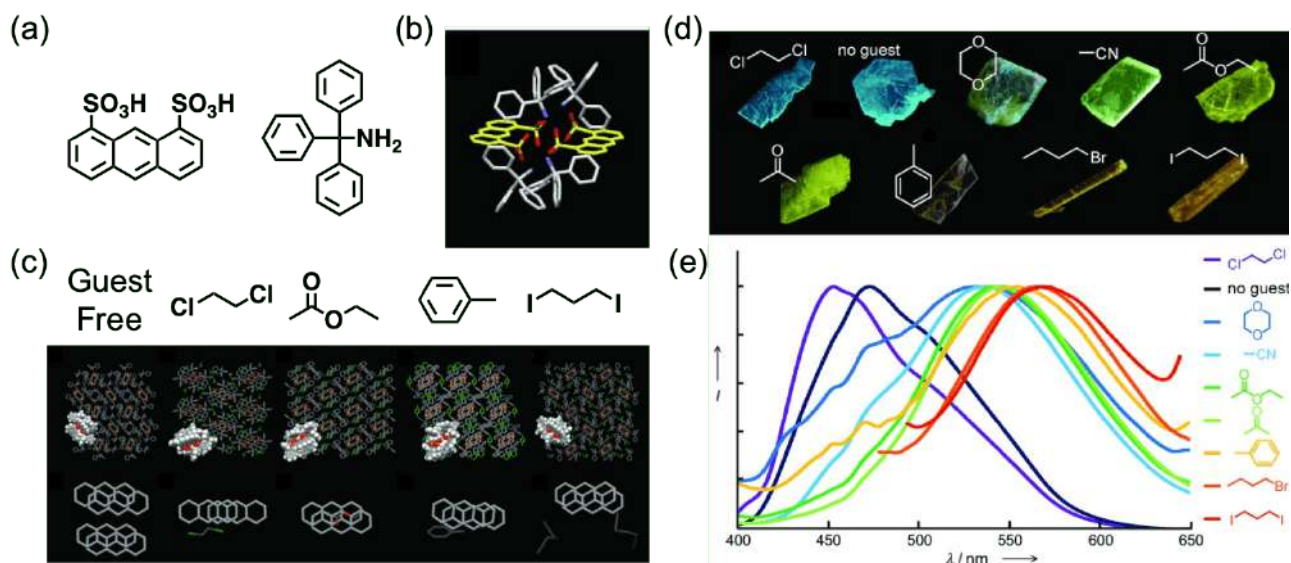 (a)
SO₃H SO₃H
NH₂
(b)
(c)
Guest
Free
Cl Cl
O
O
I I
(d)
Cl Cl
no guest
O
O
—CN
O
O
O
Br
I I
(e)
I
400 450 500 550 600 650
λ / nm
Cl Cl
no guest
O
O
—CN
O
O
O
Br
I I